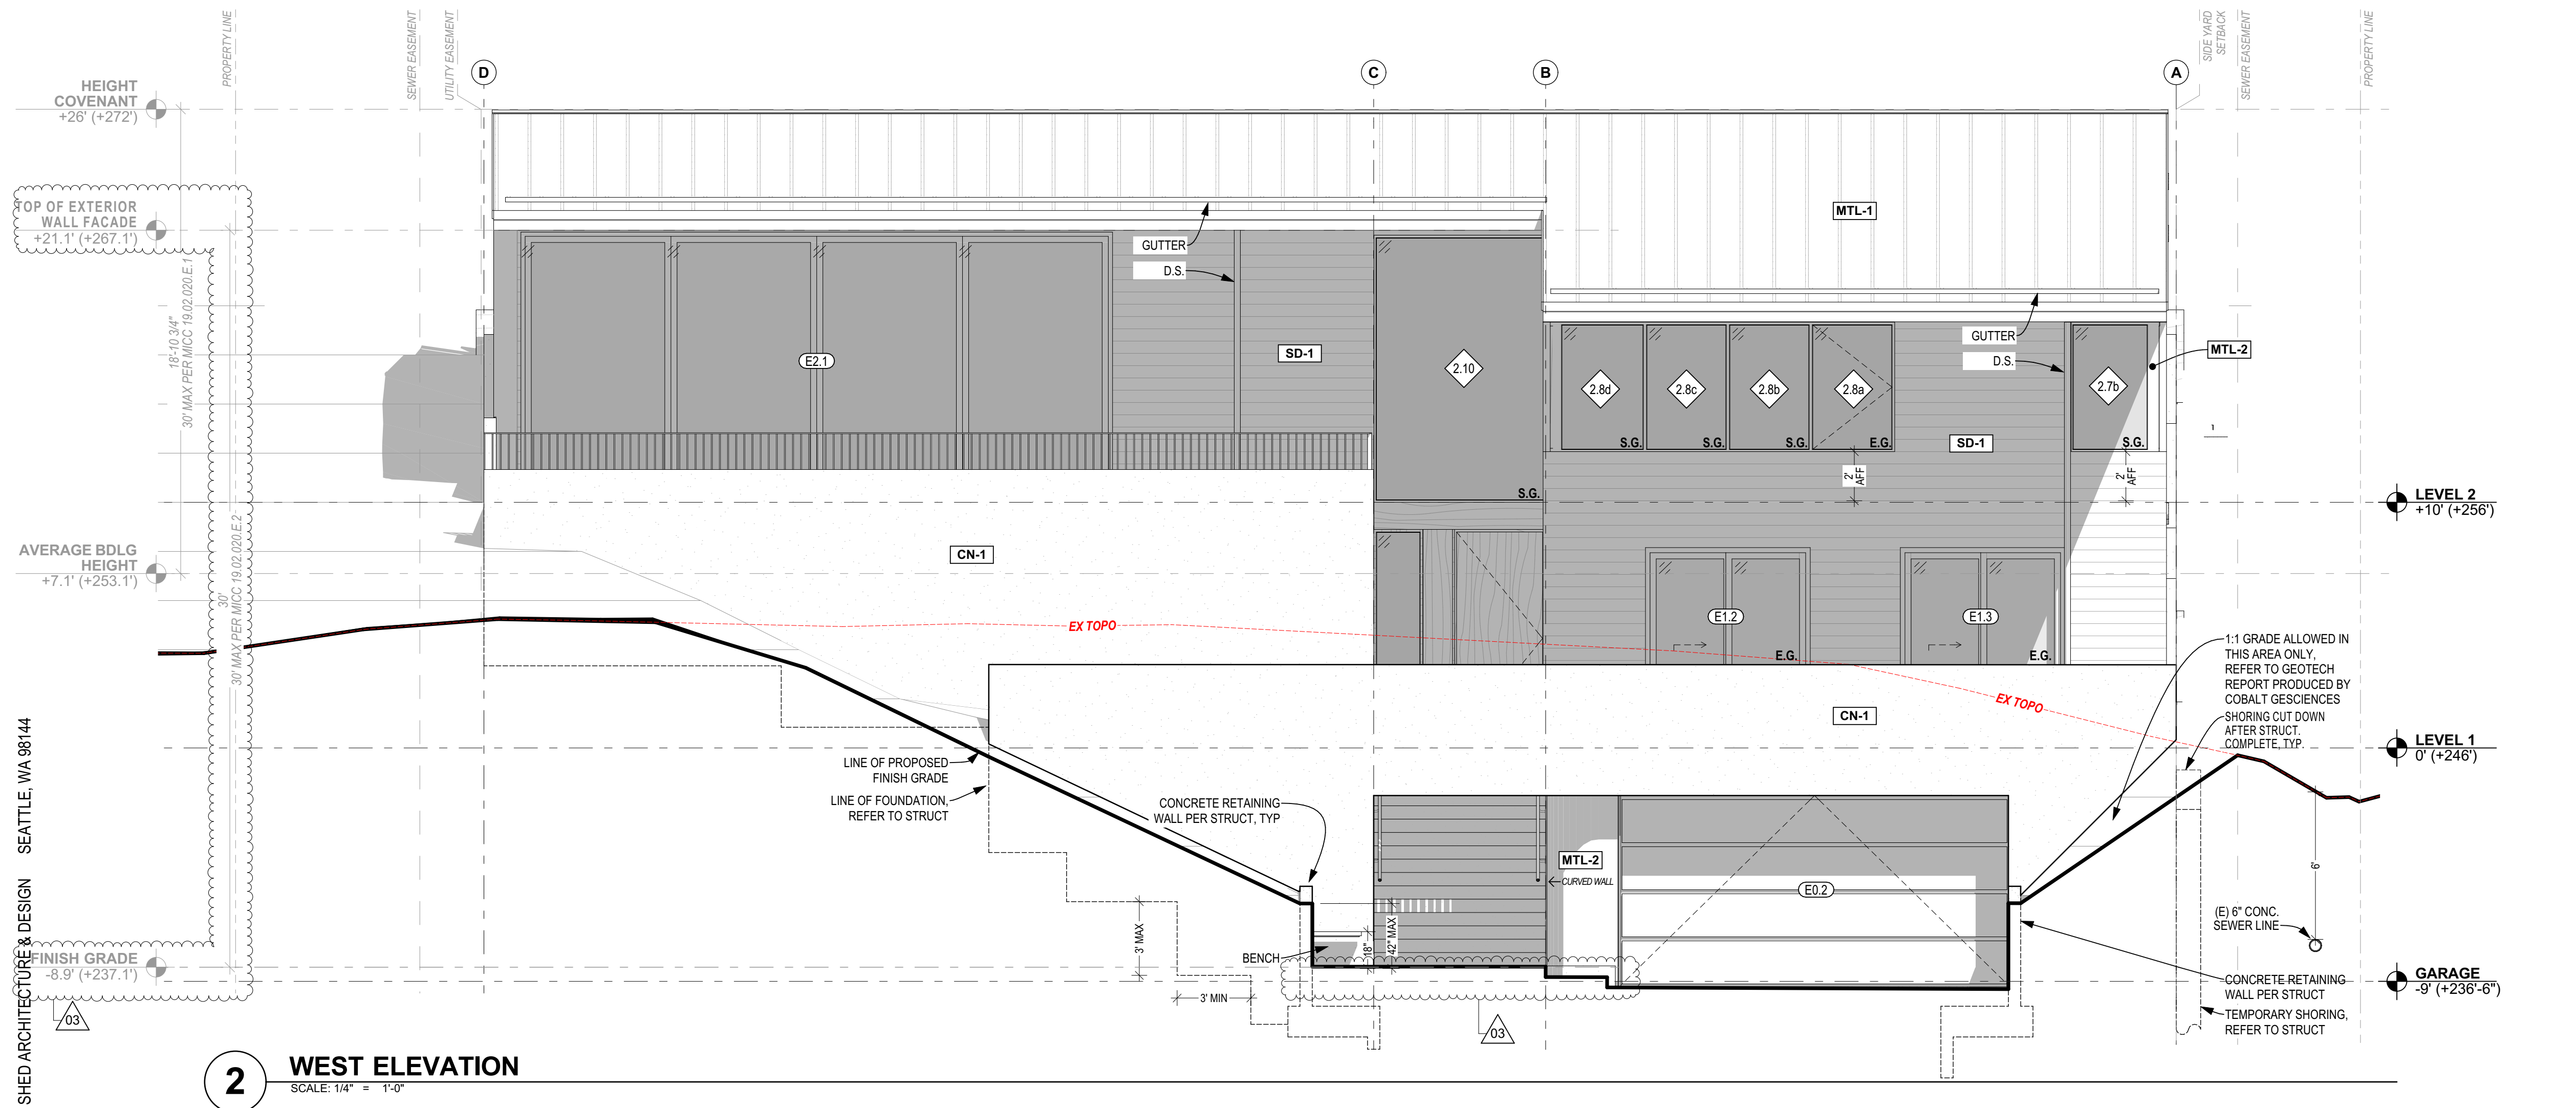 PROPERTY LINE
SEWER EASEMENT
UTILITY EASEMENT
D
C
B
A
SIDE YARD
SETBACK
SEWER EASEMENT
PROPERTY LINE
HEIGHT
COVENANT
+26' (+272')
TOP OF EXTERIOR
WALL FACADE
+21.1' (+267.1')
18'-10 3/4"
30' MAX PER MICC 19.02.020.E.1
30'
30' MAX PER MICC 19.02.020.E.2
AVERAGE BDLG
HEIGHT
+7.1' (+253.1')
FINISH GRADE
-8.9' (+237.1')
03
GUTTER
D.S.
SD-1
E2.1
MTL-1
2.10
S.G.
GUTTER
D.S.
MTL-2
2.8d
2.8c
2.8b
2.8a
2.7b
S.G.
S.G.
S.G.
E.G.
SD-1
S.G.
1
2'
AFF
2'
AFF
LEVEL 2
+10' (+256')
CN-1
E1.2
E1.3
E.G.
E.G.
EX TOPO
EX TOPO
CN-1
1:1 GRADE ALLOWED IN
THIS AREA ONLY,
REFER TO GEOTECH
REPORT PRODUCED BY
COBALT GESCIENCES
SHORING CUT DOWN
AFTER STRUCT.
COMPLETE, TYP.
LEVEL 1
0' (+246')
LINE OF PROPOSED
FINISH GRADE
LINE OF FOUNDATION,
REFER TO STRUCT
CONCRETE RETAINING
WALL PER STRUCT, TYP
MTL-2
CURVED WALL
E0.2
6'
(E) 6" CONC.
SEWER LINE
3' MAX
3' MIN
BENCH
18"
42" MAX
03
CONCRETE RETAINING
WALL PER STRUCT
TEMPORARY SHORING,
REFER TO STRUCT
GARAGE
-9' (+236'-6")
SHED ARCHITECTURE & DESIGN SEATTLE, WA 98144
2
WEST ELEVATION
SCALE: 1/4" = 1'-0"